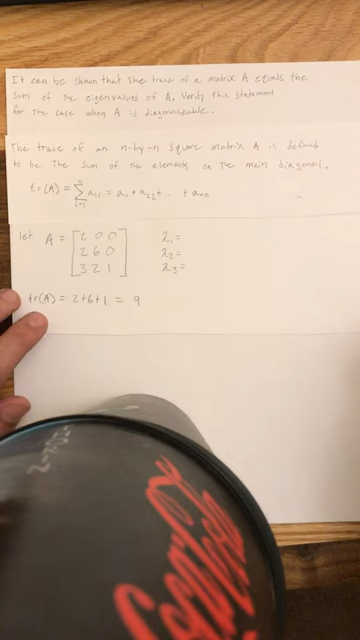 It can be shown that the trace of a matrix A equals the
sum of the eigenvalues of A. Verify this statement
for the case when A is diagonalizable.
The trace of an n-by-n square matrix A is defined
to be the sum of the elements on the main diagonal.
tr(A) = ∑ᵢ₌₁ⁿ aᵢᵢ = a₁₁ + a₂₂ + ... + aₙₙ
let A = [2 0 0 λ₁ =
2 6 0 λ₂ =
3 2 1] λ₃ =
tr(A) = 2+6+1 = 9
Coca-Cola